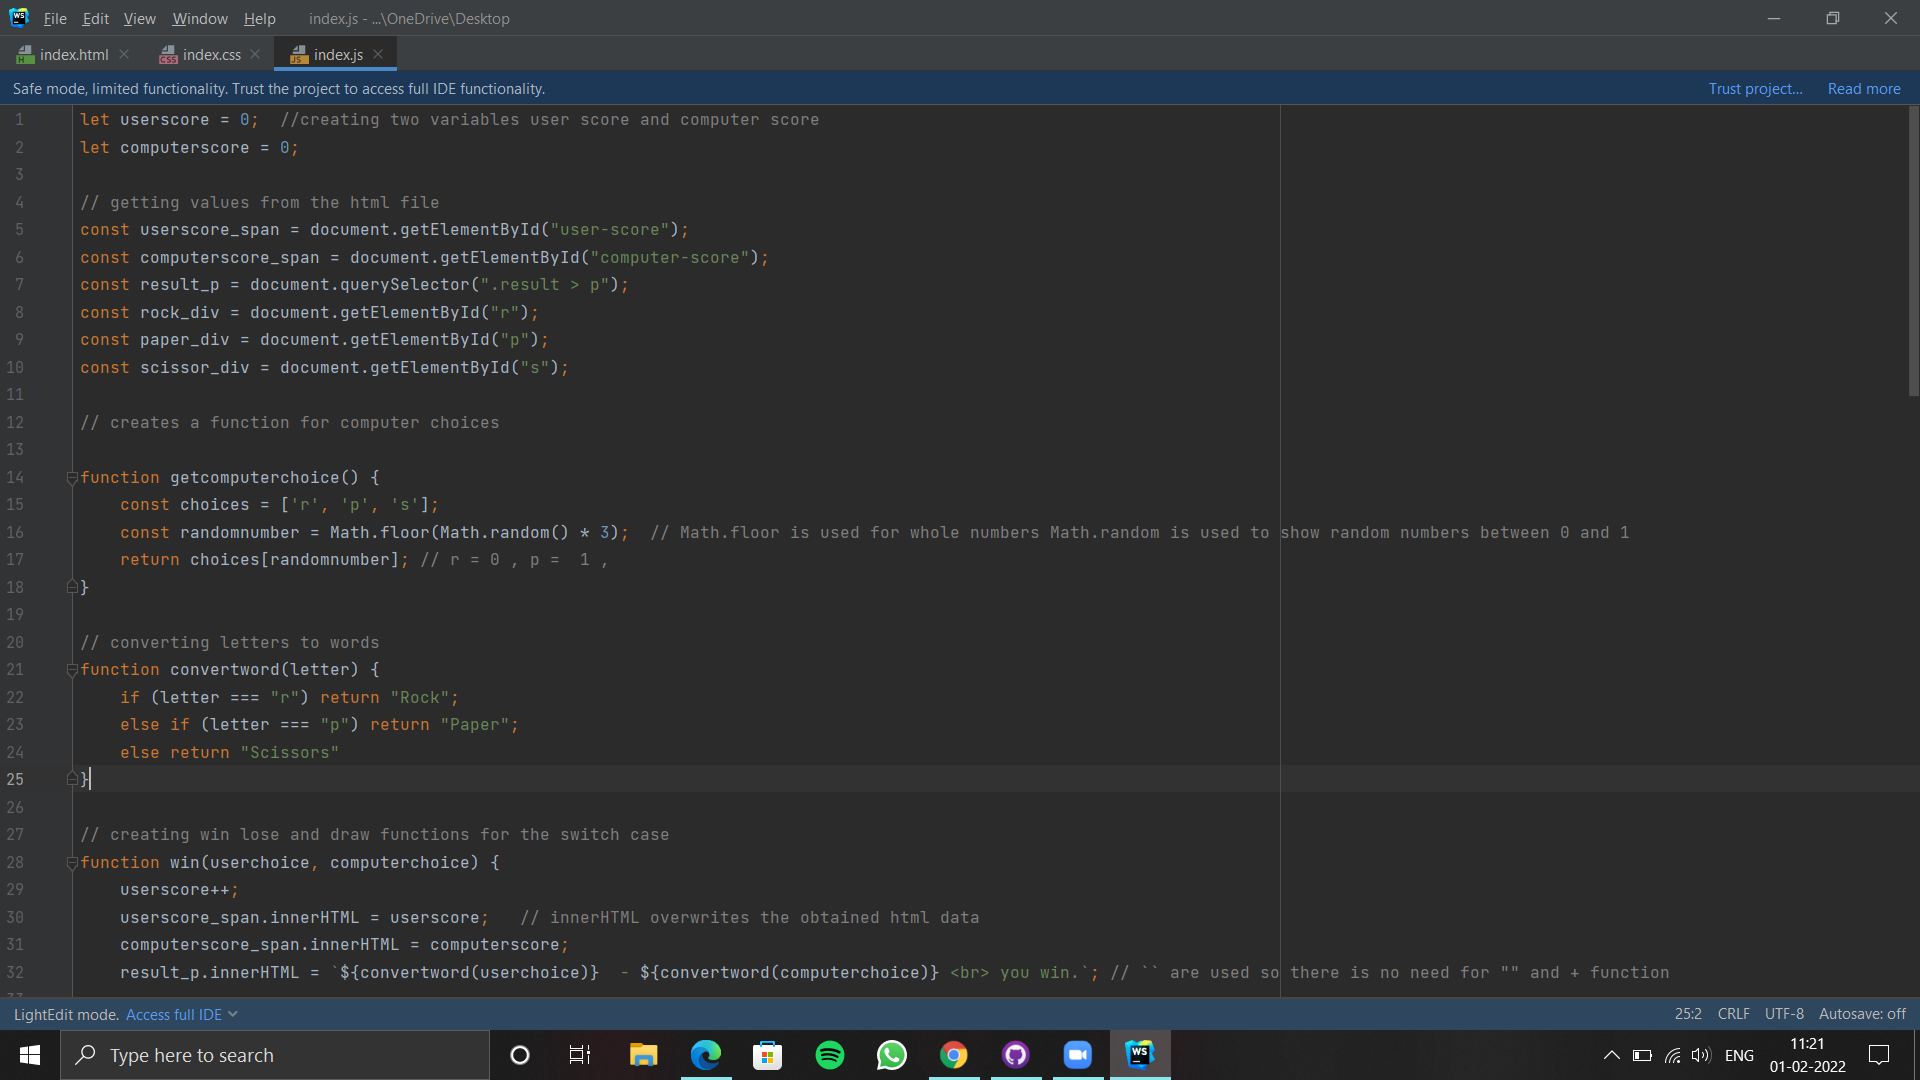 WS File Edit View Window Help index.js - ...\OneDrive\Desktop
index.html index.css index.js
Safe mode, limited functionality. Trust the project to access full IDE functionality. Trust project... Read more
1 let userscore = 0;  //creating two variables user score and computer score
2 let computerscore = 0;
3
4 // getting values from the html file
5 const userscore_span = document.getElementById("user-score");
6 const computerscore_span = document.getElementById("computer-score");
7 const result_p = document.querySelector(".result > p");
8 const rock_div = document.getElementById("r");
9 const paper_div = document.getElementById("p");
10 const scissor_div = document.getElementById("s");
11
12 // creates a function for computer choices
13
14 function getcomputerchoice() {
15     const choices = ['r', 'p', 's'];
16     const randomnumber = Math.floor(Math.random() * 3);  // Math.floor is used for whole numbers Math.random is used to show random numbers between 0 and 1
17     return choices[randomnumber]; // r = 0 , p =  1 ,
18 }
19
20 // converting letters to words
21 function convertword(letter) {
22     if (letter === "r") return "Rock";
23     else if (letter === "p") return "Paper";
24     else return "Scissors"
25 }
26
27 // creating win lose and draw functions for the switch case
28 function win(userchoice, computerchoice) {
29     userscore++;
30     userscore_span.innerHTML = userscore;   // innerHTML overwrites the obtained html data
31     computerscore_span.innerHTML = computerscore;
32     result_p.innerHTML = `${convertword(userchoice)}  - ${convertword(computerchoice)} <br> you win.`; // `` are used so there is no need for "" and + function
LightEdit mode. Access full IDE 25:2 CRLF UTF-8 Autosave: off
Type here to search WS ENG 11:21
01-02-2022